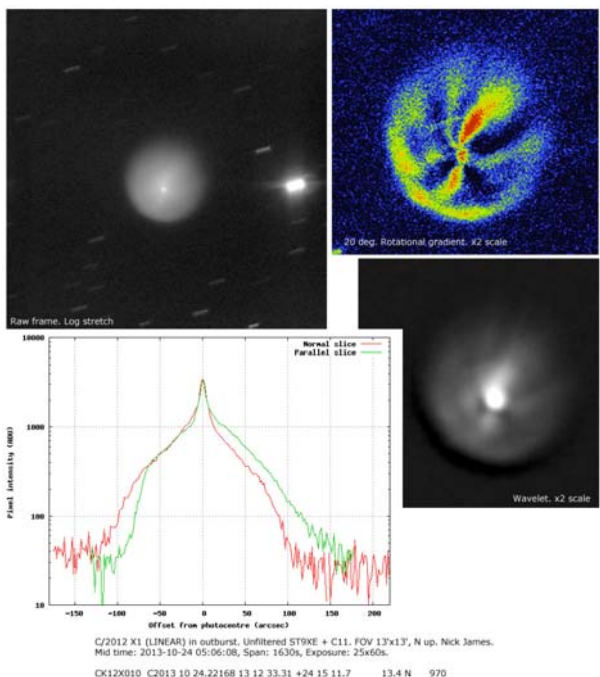 20 deg. Rotational gradient. x2 scale
Raw frame. Log stretch
Wavelet. x2 scale
10000
1000
100
10
Pixel intensity (ADU)
Normal slice
Parallel slice
-150
-100
-50
0
50
100
150
200
Offset from photocentre (arcsec)
C/2012 X1 (LINEAR) in outburst. Unfiltered ST9XE + C11. FOV 13'x13', N up. Nick James.
Mid time: 2013-10-24 05:06:08, Span: 1630s, Exposure: 25x60s.
CK12X010 C2013 10 24.22168 13 12 33.31 +24 15 11.7 13.4 N 970